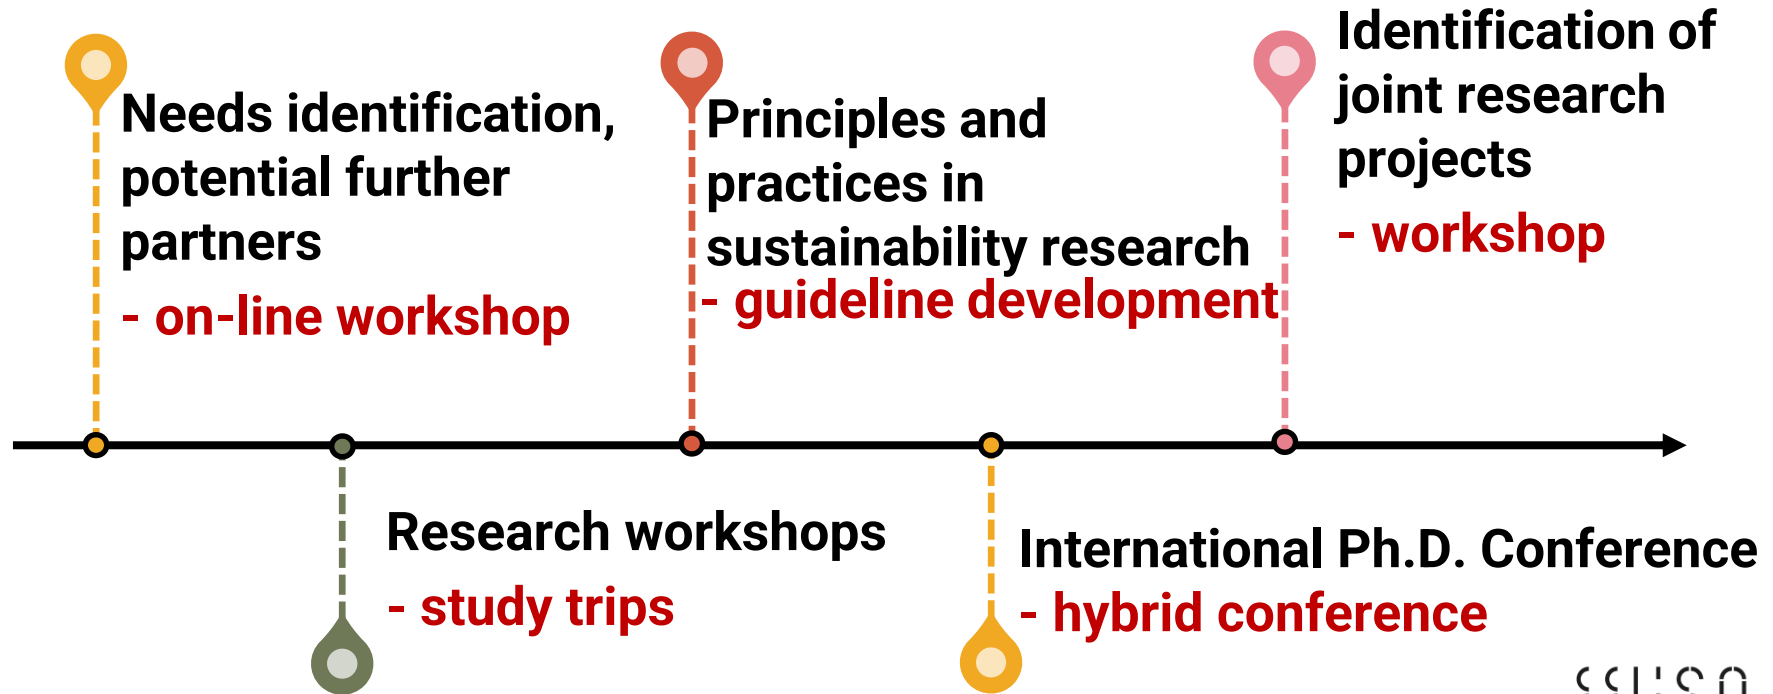 Needs identification,
potential further
partners
- on-line workshop
Research workshops
- study trips
Principles and
practices in
sustainability research
- guideline development
International Ph.D. Conference
- hybrid conference
Identification of
joint research
projects
- workshop